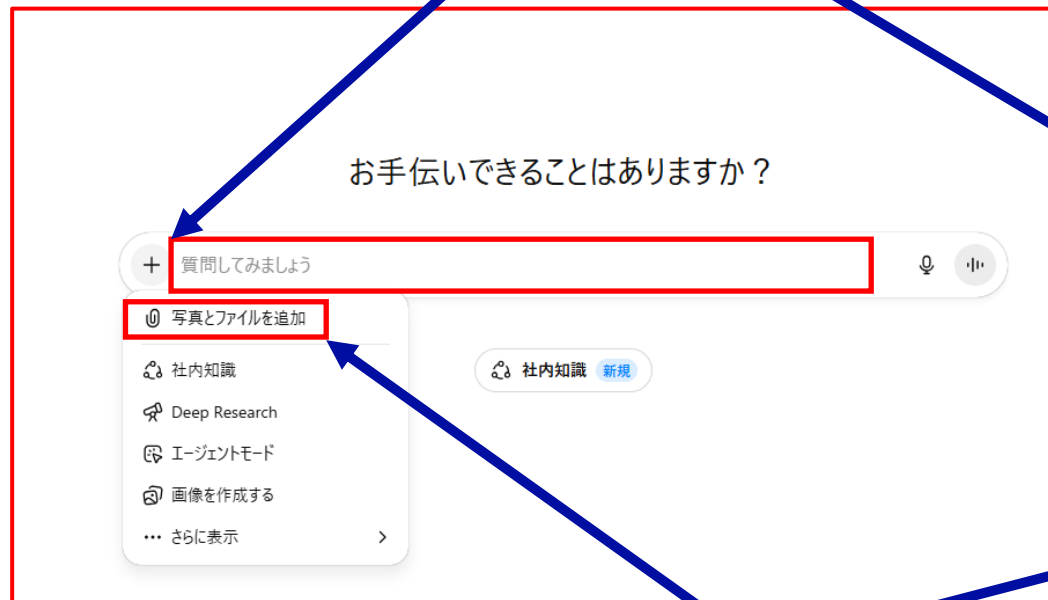 お手伝いできることはありますか？
質問してみましょう
写真とファイルを追加
社内知識
社内知識 新規
Deep Research
エージェントモード
画像を作成する
さらに表示